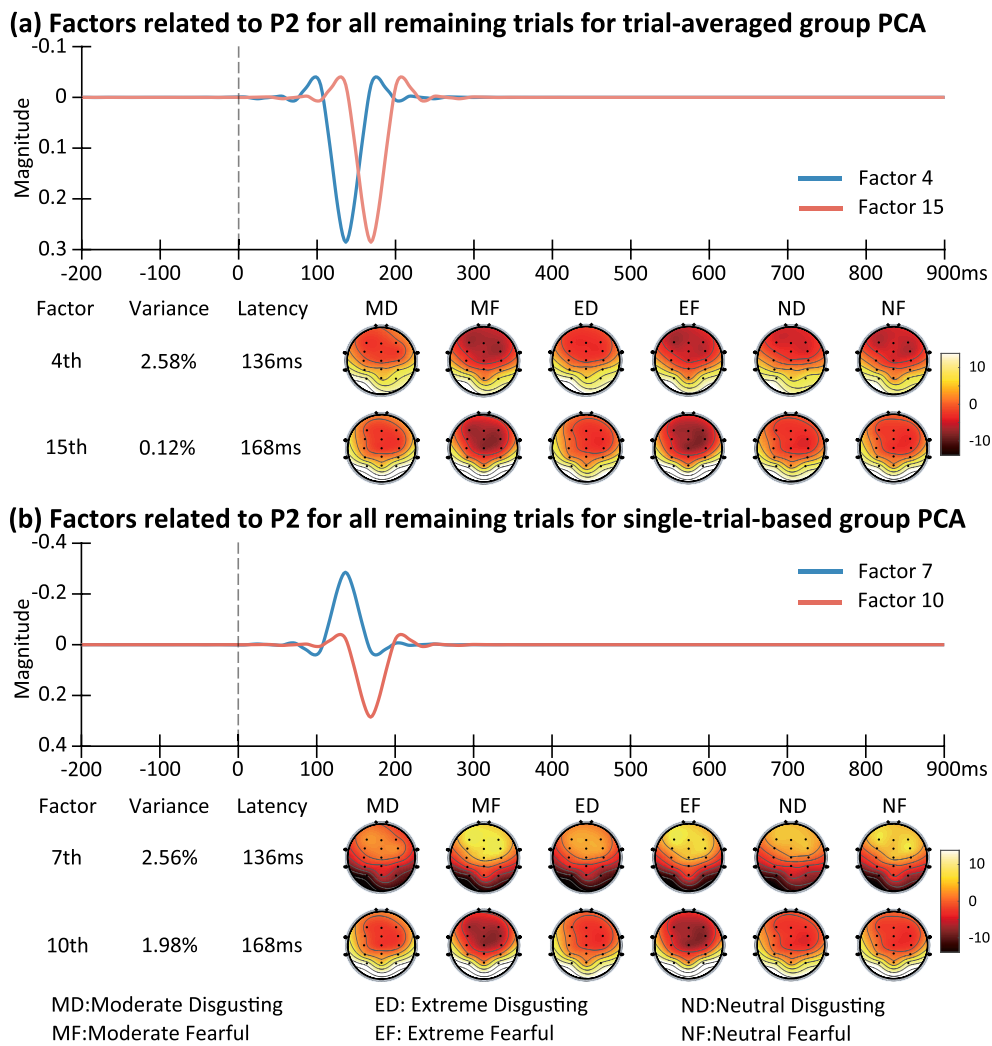 (a) Factors related to P2 for all remaining trials for trial-averaged group PCA
-0.1
0
0.1
0.2
0.3
Magnitude
Factor 4
Factor 15
-200 -100 0 100 200 300 400 500 600 700 800 900ms
Factor Variance Latency MD MF ED EF ND NF
4th 2.58% 136ms
15th 0.12% 168ms
10
0
-10
(b) Factors related to P2 for all remaining trials for single-trial-based group PCA
-0.4
-0.2
0
0.2
0.4
Magnitude
Factor 7
Factor 10
-200 -100 0 100 200 300 400 500 600 700 800 900ms
Factor Variance Latency MD MF ED EF ND NF
7th 2.56% 136ms
10th 1.98% 168ms
10
0
-10
MD:Moderate Disgusting ED: Extreme Disgusting ND:Neutral Disgusting
MF:Moderate Fearful EF: Extreme Fearful NF:Neutral Fearful